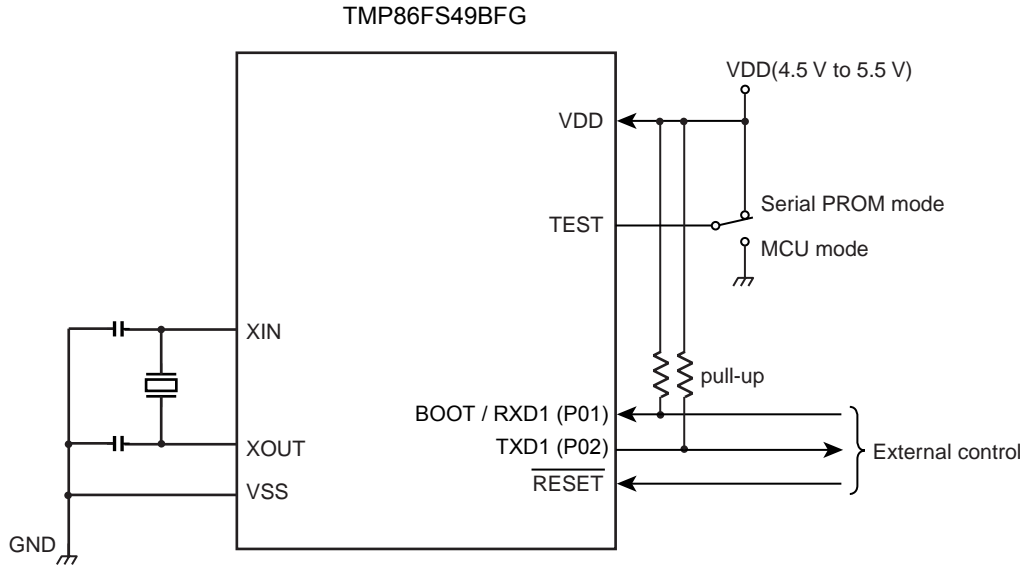 TMP86FS49BFG
VDD(4.5 V to 5.5 V)
VDD
Serial PROM mode
TEST
MCU mode
XIN
pull-up
BOOT / RXD1 (P01)
XOUT
TXD1 (P02)
External control
RESET
VSS
GND